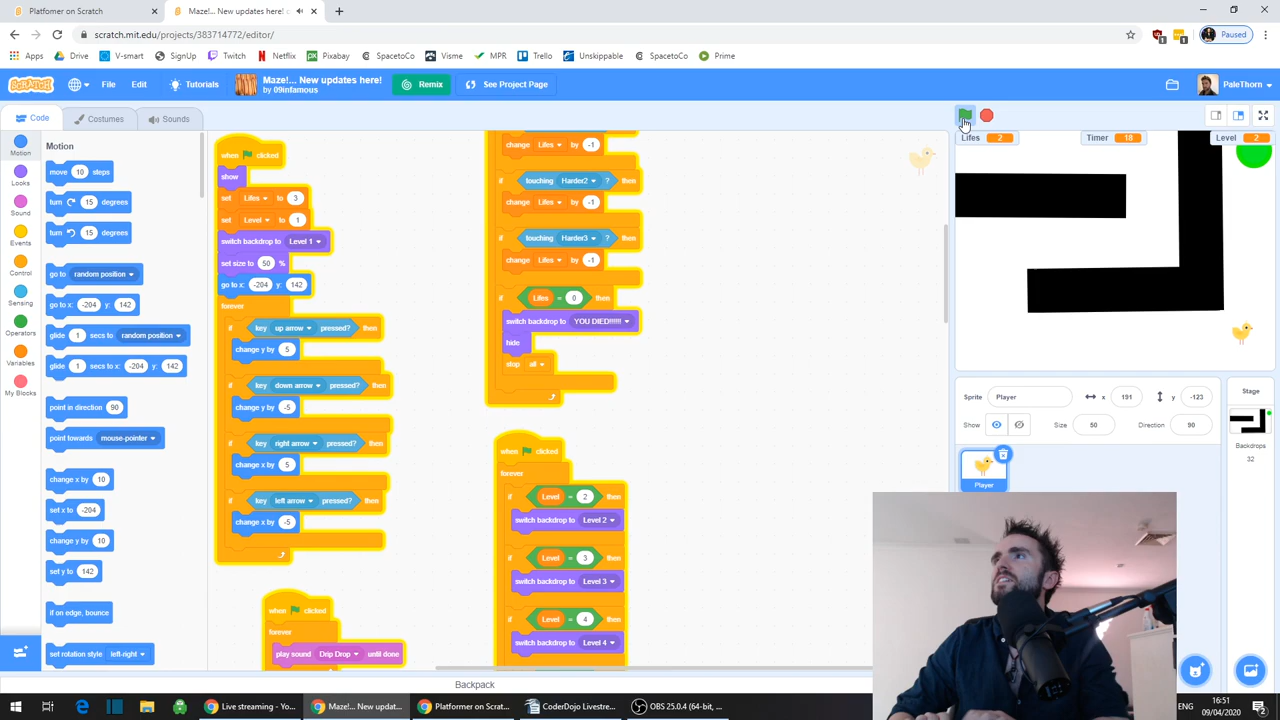 Platfomer on Scratch
Maze!... New updates here! c
scratch.mit.edu/projects/383714772/editor/
Paused
Apps
Drive
V-smart
SignUp
Twitch
Netflix
Pixabay
SpacetoCo
Visme
MPR
Trello
Unskippable
SpacetoCo
Prime
SCRATCH
File
Edit
Tutorials
Maze!... New updates here!
by 09infamous
Remix
See Project Page
PaleThorn
Code
Costumes
Sounds
Motion
Looks
Sound
Events
Control
Sensing
Operators
Variables
My Blocks
Motion
move 10 steps
turn 15 degrees
turn 15 degrees
go to random position
go to x: -204 y: 142
glide 1 secs to random position
glide 1 secs to x: -204 y: 142
point in direction 90
point towards mouse-pointer
change x by 10
set x to -204
change y by 10
set y to 142
if on edge, bounce
set rotation style left-right
when clicked
show
set Lifes to 3
set Level to 1
switch backdrop to Level 1
set size to 50 %
go to x: -204 y: 142
forever
if key up arrow pressed? then
change y by 5
if key down arrow pressed? then
change y by -5
if key right arrow pressed? then
change x by 5
if key left arrow pressed? then
change x by -5
when clicked
forever
play sound Drip Drop until done
change Lifes by -1
if touching Harder2 ? then
change Lifes by -1
if touching Harder3 ? then
change Lifes by -1
if Lifes = 0 then
switch backdrop to YOU DIED!!!!!!
hide
stop all
when clicked
forever
if Level = 2 then
switch backdrop to Level 2
if Level = 3 then
switch backdrop to Level 3
if Level = 4 then
switch backdrop to Level 4
Lifes 2
Timer 18
Level 2
Sprite Player x 191 y -123
Show Size 50 Direction 90
Player
Stage
Backdrops
32
Backpack
Live streaming - Yo...
Maze!... New updat...
Platformer on Scrat...
CoderDojo Livestre...
OBS 25.0.4 (64-bit, ...
ENG
16:51
09/04/2020
2